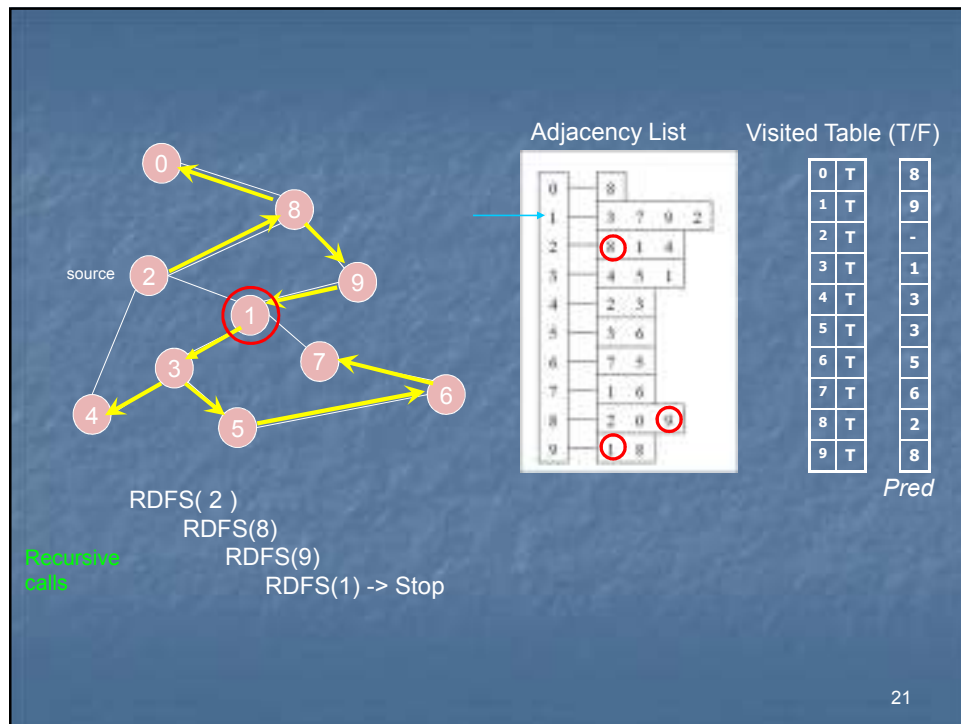 Adjacency List
Visited Table (T/F)
0
8
2
source
9
1
7
3
6
4
5
0 8
1 3 7 9 2
2 8 1 4
3 4 5 1
4 2 3
5 3 6
6 7 5
7 1 6
8 2 0 9
9 1 8
0 T 8
1 T 9
2 T -
3 T 1
4 T 3
5 T 3
6 T 5
7 T 6
8 T 2
9 T 8
Pred
RDFS( 2 )
RDFS(8)
RDFS(9)
RDFS(1) -> Stop
Recursive
calls
21